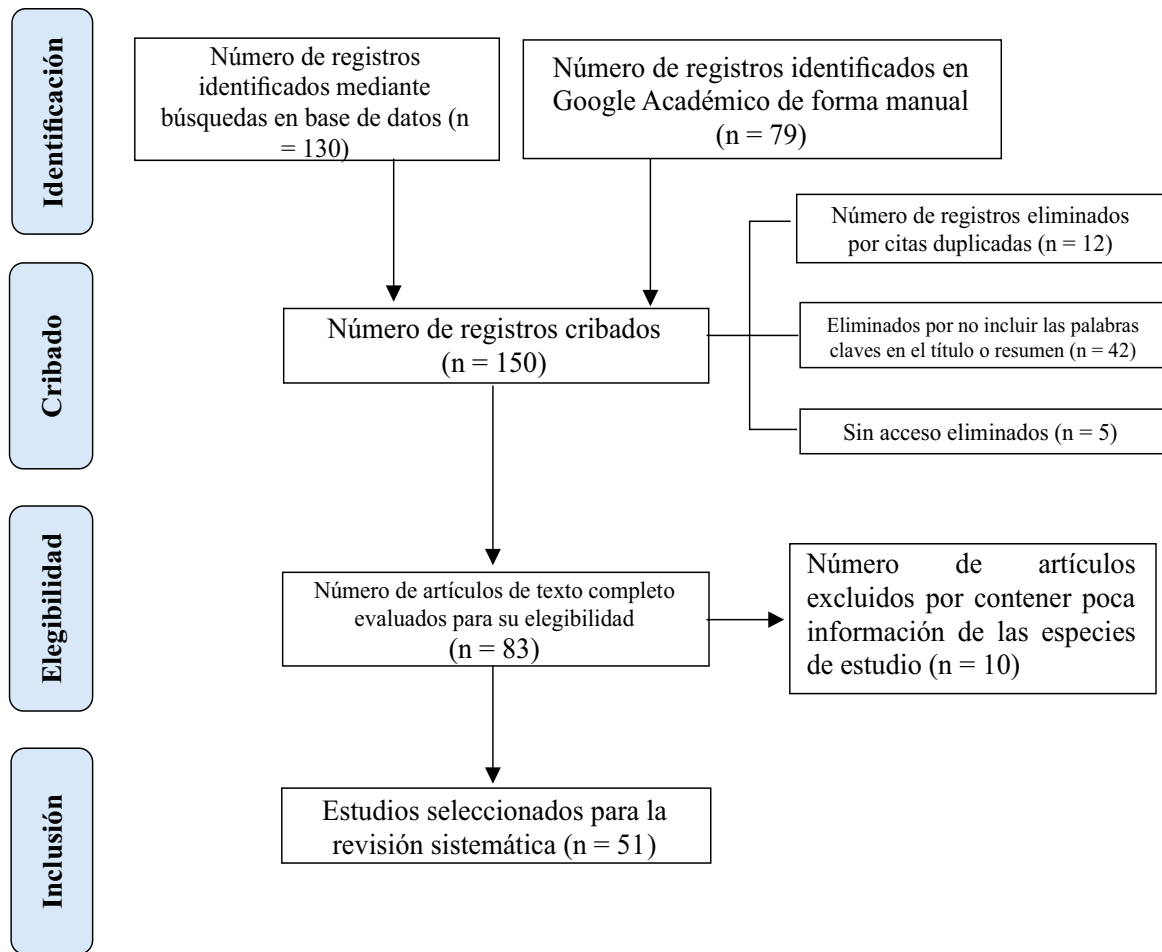 Identificación
Número de registros
identificados mediante
búsquedas en base de datos (n
= 130)
Número de registros identificados en
Google Académico de forma manual
(n = 79)
Número de registros eliminados
por citas duplicadas (n = 12)
Cribado
Número de registros cribados
(n = 150)
Eliminados por no incluir las palabras
claves en el título o resumen (n = 42)
Sin acceso eliminados (n = 5)
Elegibilidad
Número de artículos de texto completo
evaluados para su elegibilidad
(n = 83)
Número de artículos
excluidos por contener poca
información de las especies
de estudio (n = 10)
Inclusión
Estudios seleccionados para la
revisión sistemática (n = 51)